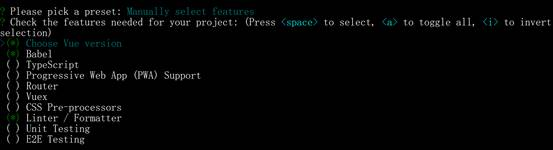 ? Please pick a preset: Manually select features
? Check the features needed for your project: (Press <space> to select, <a> to toggle all, <i> to invert
selection)
>(*) Choose Vue version
(*) Babel
( ) TypeScript
( ) Progressive Web App (PWA) Support
( ) Router
( ) Vuex
( ) CSS Pre-processors
(*) Linter / Formatter
( ) Unit Testing
( ) E2E Testing